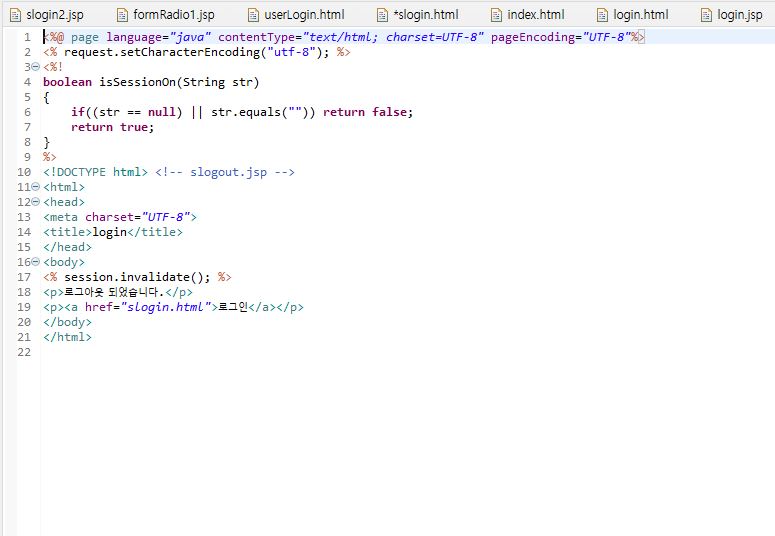 slogin2.jsp formRadio1.jsp userLogin.html *slogin.html index.html login.html login.jsp
1 <%@ page language="java" contentType="text/html; charset=UTF-8" pageEncoding="UTF-8"%>
2 <% request.setCharacterEncoding("utf-8"); %>
3 <%!
4 boolean isSessionOn(String str)
5 {
6 if((str == null) || str.equals("")) return false;
7 return true;
8 }
9 %>
10 <!DOCTYPE html> <!-- slogout.jsp -->
11 <html>
12 <head>
13 <meta charset="UTF-8">
14 <title>login</title>
15 </head>
16 <body>
17 <% session.invalidate(); %>
18 <p>로그아웃 되었습니다.</p>
19 <p><a href="slogin.html">로그인</a></p>
20 </body>
21 </html>
22